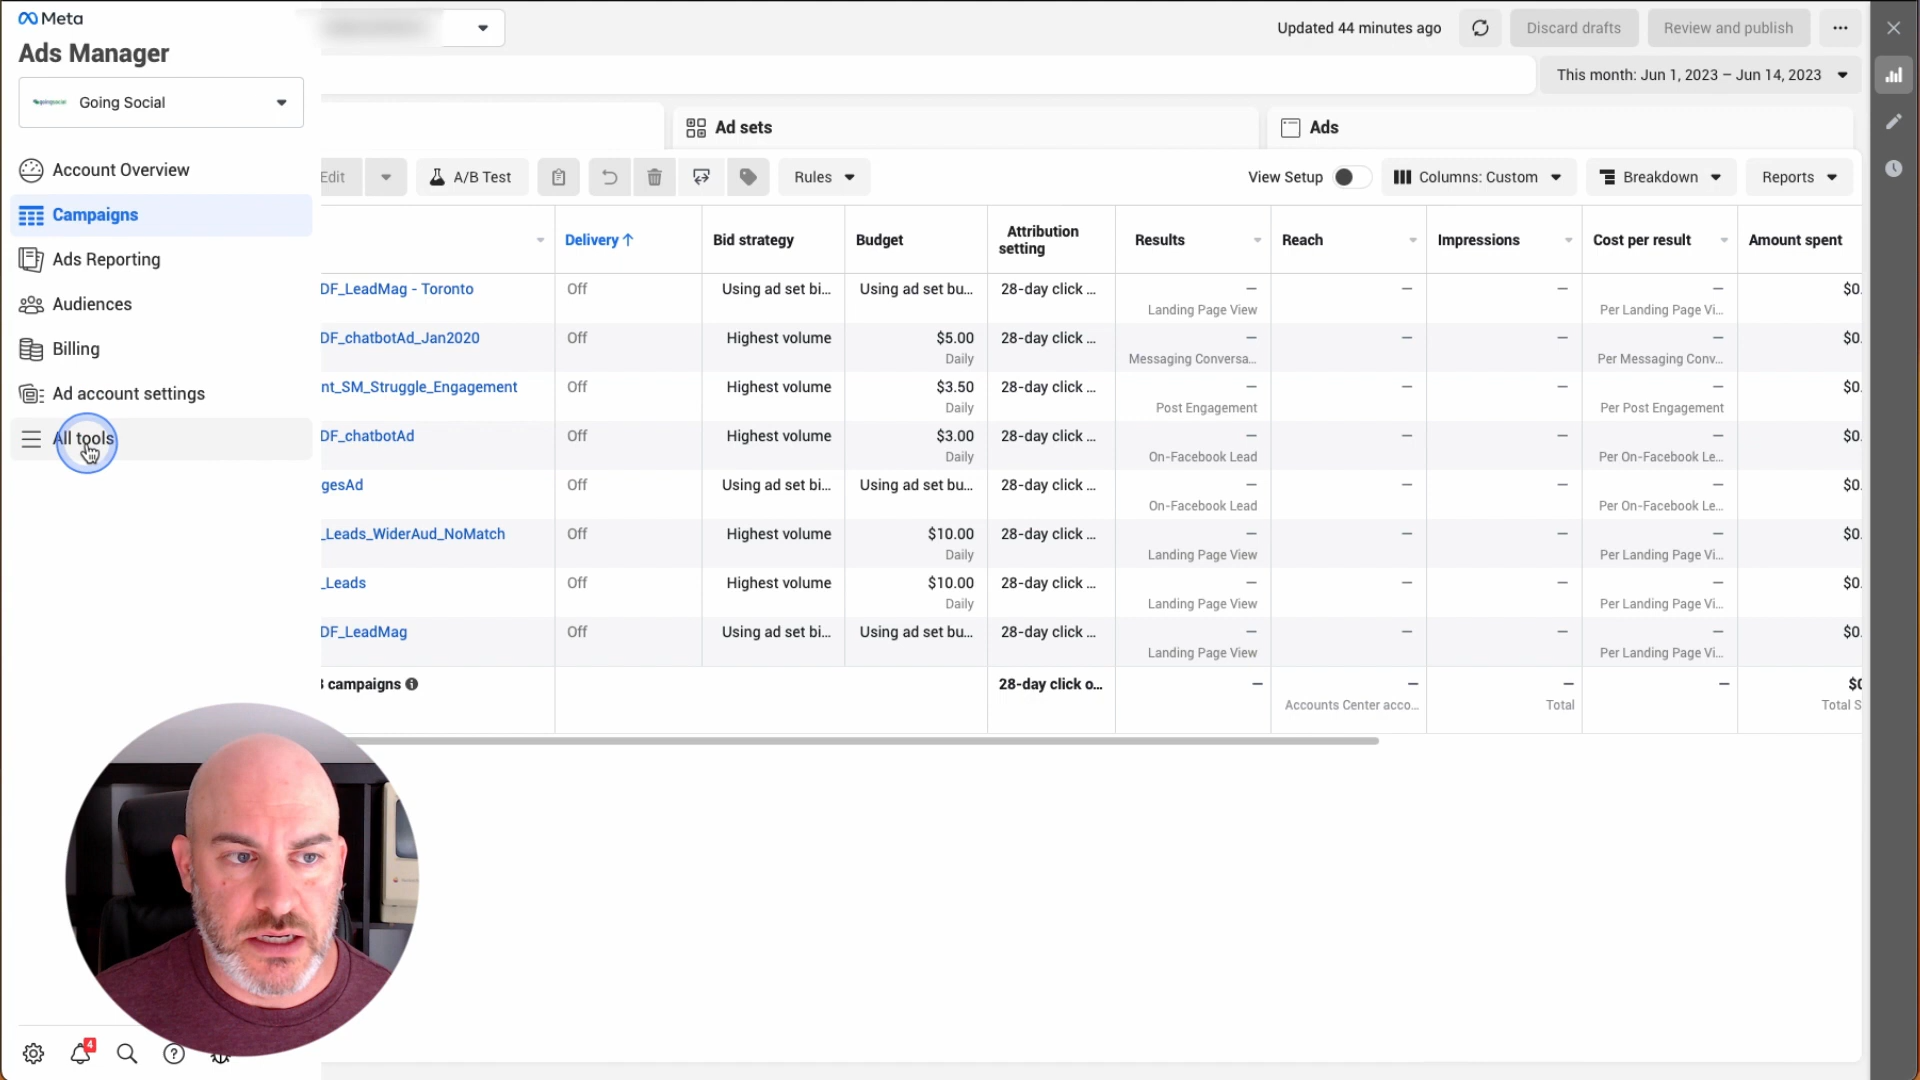 Meta
Ads Manager
Going Social
Account Overview
Campaigns
Ads Reporting
Audiences
Billing
Ad account settings
All tools
4
Updated 44 minutes ago
Discard drafts
Review and publish
This month: Jun 1, 2023 – Jun 14, 2023
Ad sets
Ads
Edit
A/B Test
Rules
View Setup
Columns: Custom
Breakdown
Reports
Delivery ↑
Bid strategy
Budget
Attribution
setting
Results
Reach
Impressions
Cost per result
Amount spent
DF_LeadMag - Toronto Off Using ad set bi... Using ad set bu... 28-day click ... — — — — $0.
Landing Page View Per Landing Page Vi...
DF_chatbotAd_Jan2020 Off Highest volume $5.00 28-day click ... — — — — $0.
Daily Messaging Conversa... Per Messaging Conv...
nt_SM_Struggle_Engagement Off Highest volume $3.50 28-day click ... — — — — $0.
Daily Post Engagement Per Post Engagement
DF_chatbotAd Off Highest volume $3.00 28-day click ... — — — — $0.
Daily On-Facebook Lead Per On-Facebook Le...
gesAd Off Using ad set bi... Using ad set bu... 28-day click ... — — — — $0.
On-Facebook Lead Per On-Facebook Le...
_Leads_WiderAud_NoMatch Off Highest volume $10.00 28-day click ... — — — — $0.
Daily Landing Page View Per Landing Page Vi...
_Leads Off Highest volume $10.00 28-day click ... — — — — $0.
Daily Landing Page View Per Landing Page Vi...
DF_LeadMag Off Using ad set bi... Using ad set bu... 28-day click ... — — — — $0.
Landing Page View Per Landing Page Vi...
campaigns 28-day click o... — — — — $0
Accounts Center acco... Total Total S